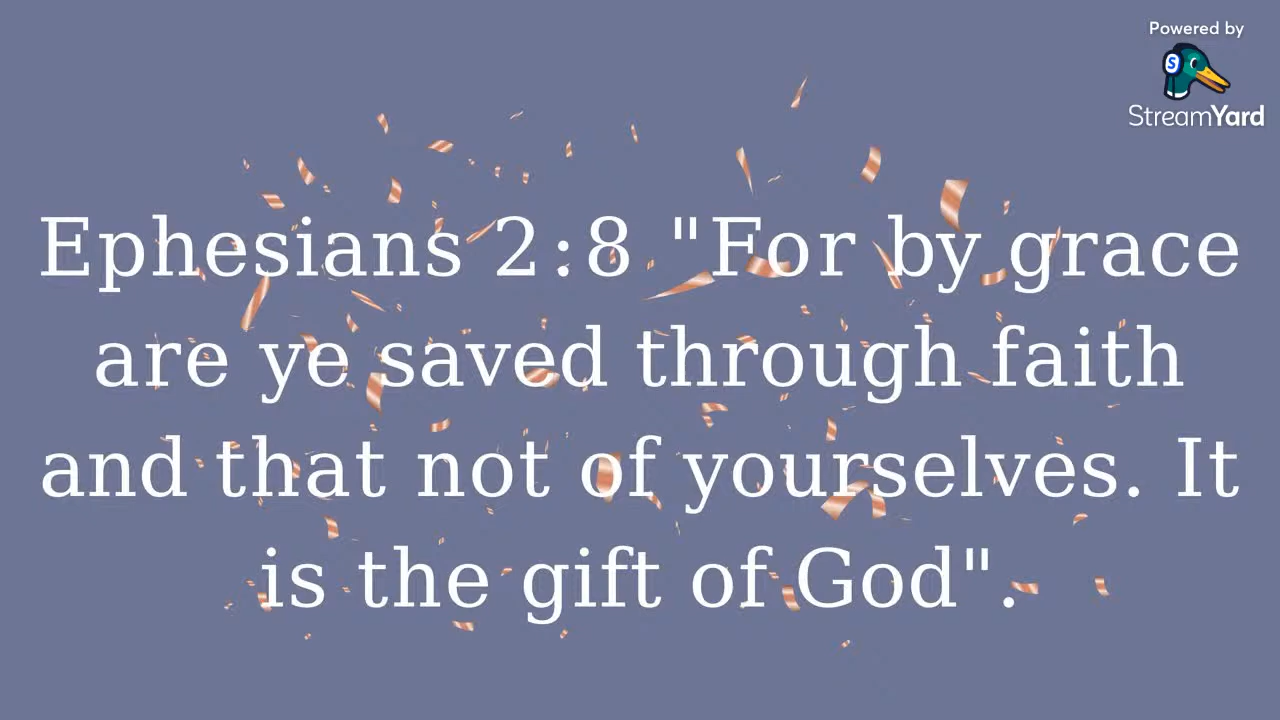 Powered by
StreamYard
Ephesians 2:8 "For by grace
are ye saved through faith
and that not of yourselves. It
is the gift of God".